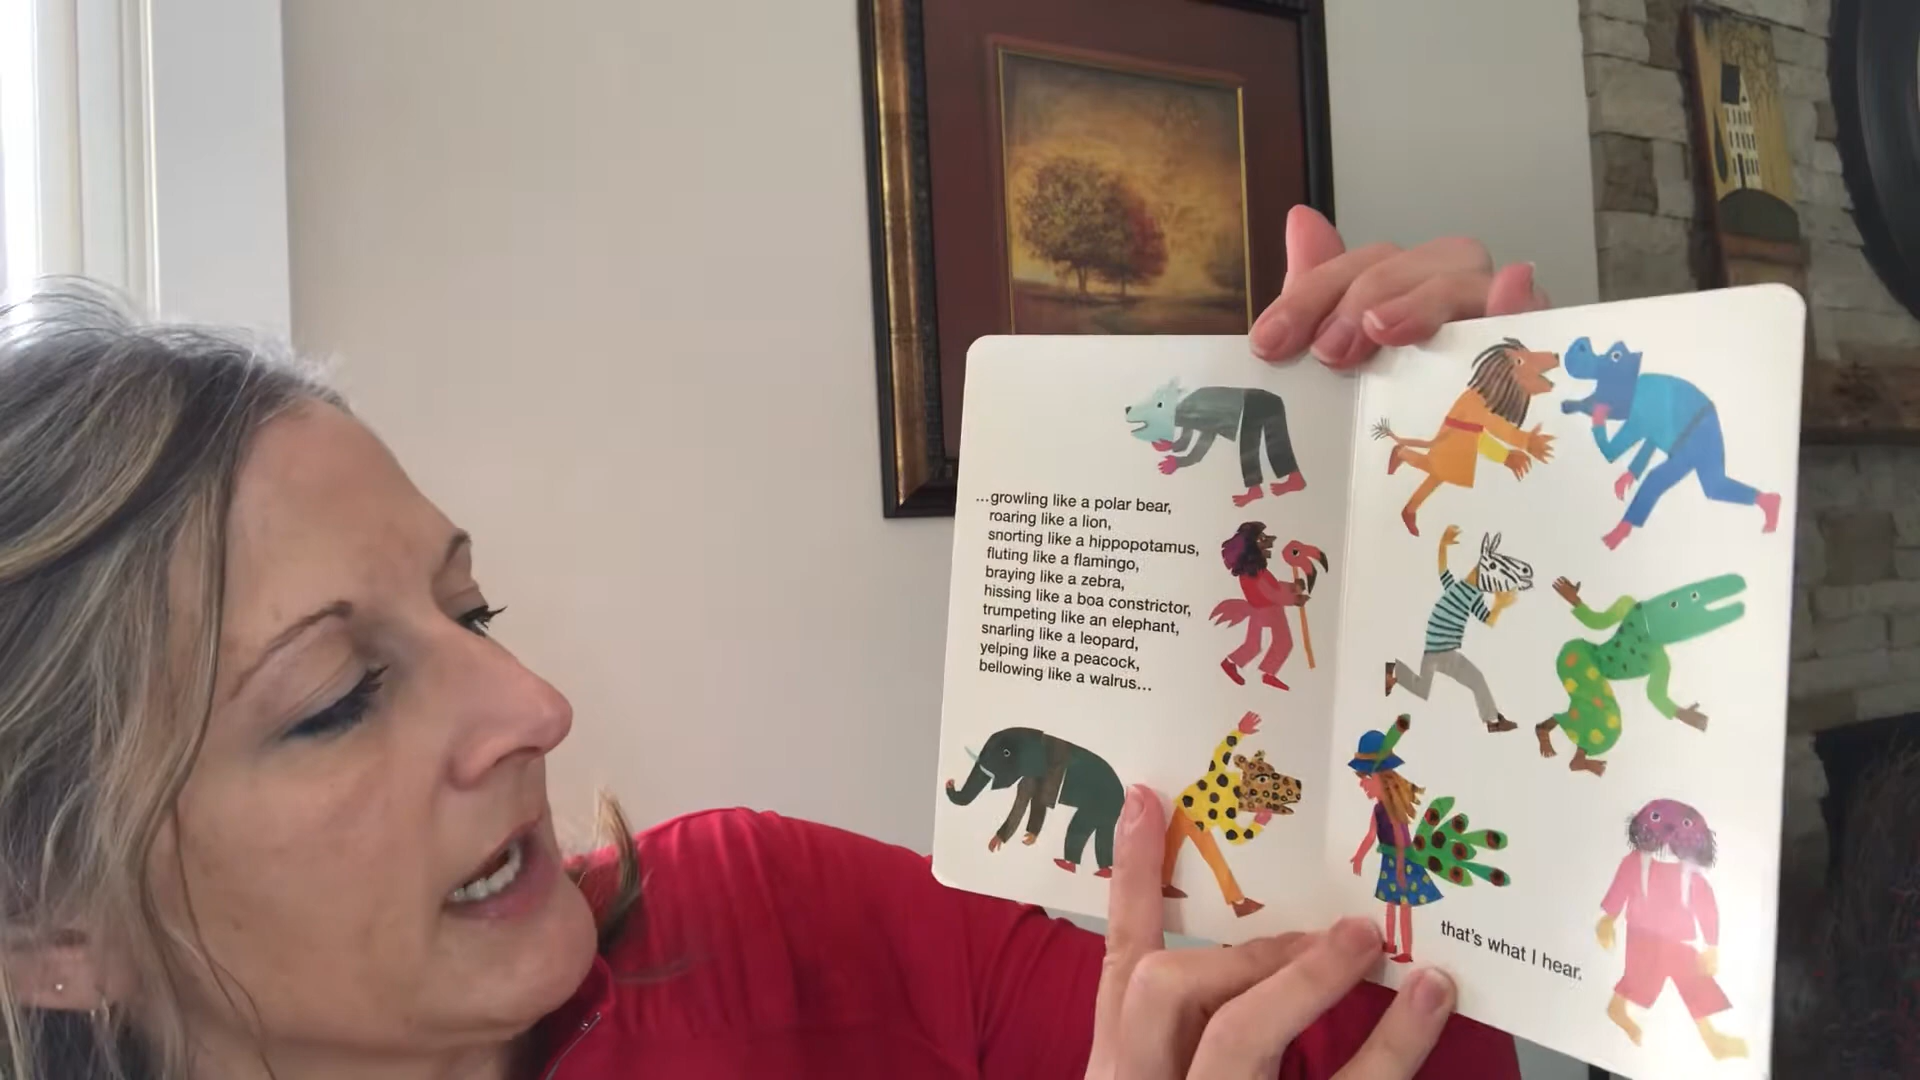 ...growling like a polar bear,
roaring like a lion,
snorting like a hippopotamus,
fluting like a flamingo,
braying like a zebra,
hissing like a boa constrictor,
trumpeting like an elephant,
snarling like a leopard,
yelping like a peacock,
bellowing like a walrus...
that's what I hear.